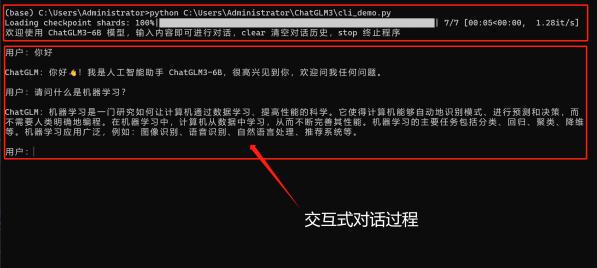 (base) C:\Users\Administrator>python C:\Users\Administrator\ChatGLM3\cli_demo.py
Loading checkpoint shards: 100%| | 7/7 [00:05<00:00, 1.28it/s]
欢迎使用 ChatGLM3-6B 模型，输入内容即可进行对话，clear 清空对话历史，stop 终止程序
用户：你好
ChatGLM：你好👋！我是人工智能助手 ChatGLM3-6B，很高兴见到你，欢迎问我任何问题。
用户：请问什么是机器学习？
ChatGLM：机器学习是一门研究如何让计算机通过数据学习、提高性能的科学。它使得计算机能够自动地识别模式、进行预测和决策，而
不需要人类明确地编程。在机器学习中，计算机从数据中学习，从而不断完善其性能。机器学习的主要任务包括分类、回归、聚类、降维
等。机器学习应用广泛，例如：图像识别、语音识别、自然语言处理、推荐系统等。
用户：
交互式对话过程